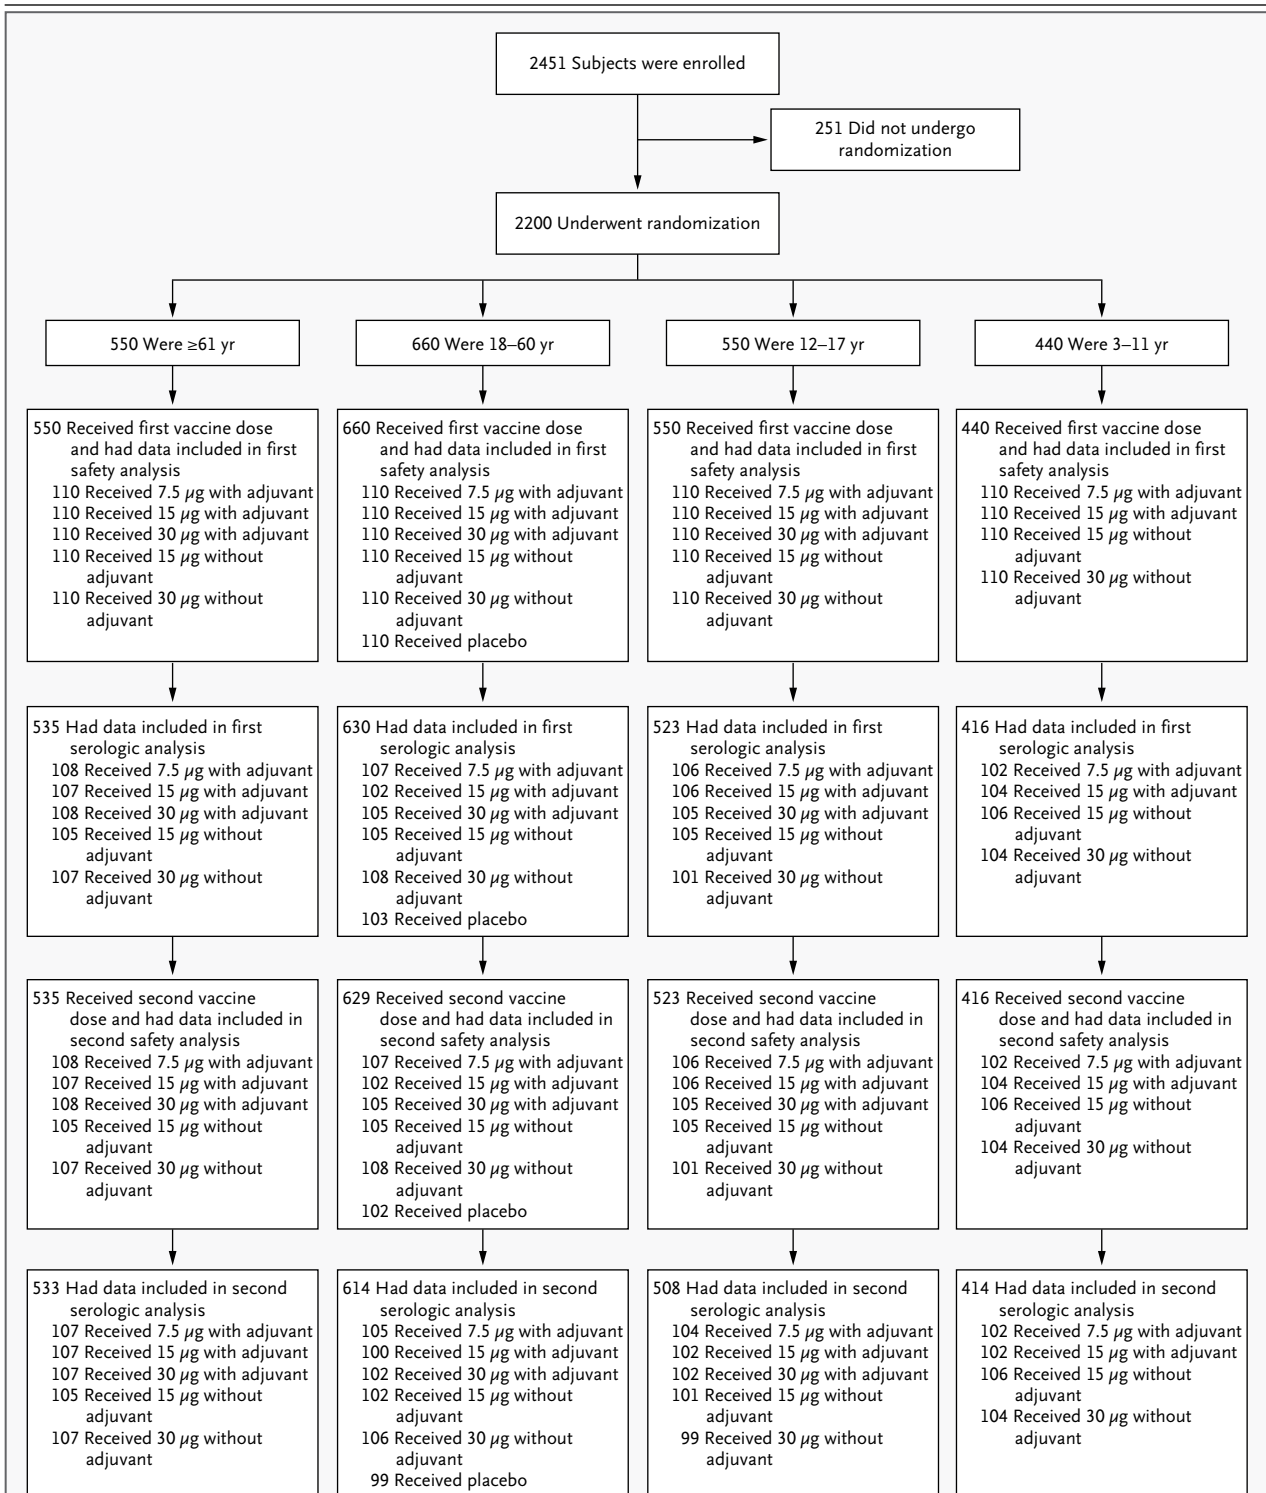 2451 Subjects were enrolled
251 Did not undergo
randomization
2200 Underwent randomization
550 Were ≥61 yr
660 Were 18–60 yr
550 Were 12–17 yr
440 Were 3–11 yr
550 Received first vaccine dose
and had data included in first
safety analysis
110 Received 7.5 µg with adjuvant
110 Received 15 µg with adjuvant
110 Received 30 µg with adjuvant
110 Received 15 µg without
adjuvant
110 Received 30 µg without
adjuvant
660 Received first vaccine dose
and had data included in first
safety analysis
110 Received 7.5 µg with adjuvant
110 Received 15 µg with adjuvant
110 Received 30 µg with adjuvant
110 Received 15 µg without
adjuvant
110 Received 30 µg without
adjuvant
110 Received placebo
550 Received first vaccine dose
and had data included in first
safety analysis
110 Received 7.5 µg with adjuvant
110 Received 15 µg with adjuvant
110 Received 30 µg with adjuvant
110 Received 15 µg without
adjuvant
110 Received 30 µg without
adjuvant
440 Received first vaccine dose
and had data included in first
safety analysis
110 Received 7.5 µg with adjuvant
110 Received 15 µg with adjuvant
110 Received 15 µg without
adjuvant
110 Received 30 µg without
adjuvant
535 Had data included in first
serologic analysis
108 Received 7.5 µg with adjuvant
107 Received 15 µg with adjuvant
108 Received 30 µg with adjuvant
105 Received 15 µg without
adjuvant
107 Received 30 µg without
adjuvant
630 Had data included in first
serologic analysis
107 Received 7.5 µg with adjuvant
102 Received 15 µg with adjuvant
105 Received 30 µg with adjuvant
105 Received 15 µg without
adjuvant
108 Received 30 µg without
adjuvant
103 Received placebo
523 Had data included in first
serologic analysis
106 Received 7.5 µg with adjuvant
106 Received 15 µg with adjuvant
105 Received 30 µg with adjuvant
105 Received 15 µg without
adjuvant
101 Received 30 µg without
adjuvant
416 Had data included in first
serologic analysis
102 Received 7.5 µg with adjuvant
104 Received 15 µg with adjuvant
106 Received 15 µg without
adjuvant
104 Received 30 µg without
adjuvant
535 Received second vaccine
dose and had data included in
second safety analysis
108 Received 7.5 µg with adjuvant
107 Received 15 µg with adjuvant
108 Received 30 µg with adjuvant
105 Received 15 µg without
adjuvant
107 Received 30 µg without
adjuvant
629 Received second vaccine
dose and had data included in
second safety analysis
107 Received 7.5 µg with adjuvant
102 Received 15 µg with adjuvant
105 Received 30 µg with adjuvant
105 Received 15 µg without
adjuvant
108 Received 30 µg without
adjuvant
102 Received placebo
523 Received second vaccine
dose and had data included in
second safety analysis
106 Received 7.5 µg with adjuvant
106 Received 15 µg with adjuvant
105 Received 30 µg with adjuvant
105 Received 15 µg without
adjuvant
101 Received 30 µg without
adjuvant
416 Received second vaccine
dose and had data included in
second safety analysis
102 Received 7.5 µg with adjuvant
104 Received 15 µg with adjuvant
106 Received 15 µg without
adjuvant
104 Received 30 µg without
adjuvant
533 Had data included in second
serologic analysis
107 Received 7.5 µg with adjuvant
107 Received 15 µg with adjuvant
107 Received 30 µg with adjuvant
105 Received 15 µg without
adjuvant
107 Received 30 µg without
adjuvant
614 Had data included in second
serologic analysis
105 Received 7.5 µg with adjuvant
100 Received 15 µg with adjuvant
102 Received 30 µg with adjuvant
102 Received 15 µg without
adjuvant
106 Received 30 µg without
adjuvant
99 Received placebo
508 Had data included in second
serologic analysis
104 Received 7.5 µg with adjuvant
102 Received 15 µg with adjuvant
102 Received 30 µg with adjuvant
101 Received 15 µg without
adjuvant
99 Received 30 µg without
adjuvant
414 Had data included in second
serologic analysis
102 Received 7.5 µg with adjuvant
102 Received 15 µg with adjuvant
106 Received 15 µg without
adjuvant
104 Received 30 µg without
adjuvant